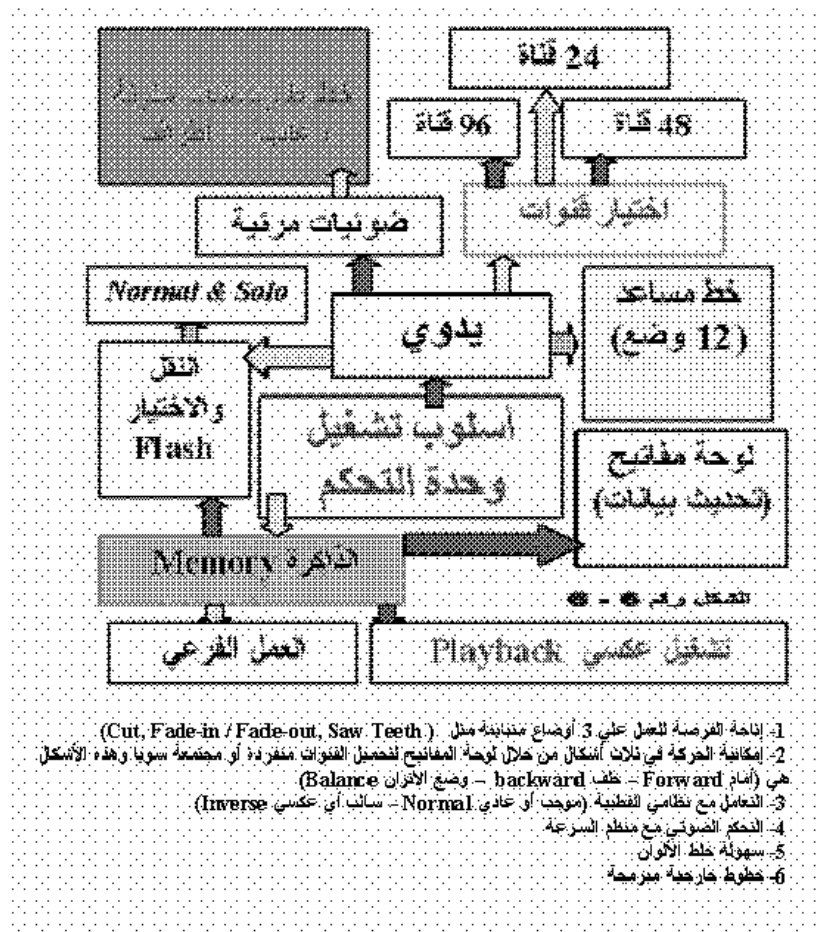 24 قناة
96 قناة
48 قناة
اختيار قنوات
ضوئيات مرئية
Normal & Solo
يدوي
خط مساعد
(12 وضع)
النقل
والاختيار
Flash
أسلوب تشغيل
وحدة التحكم
لوحة مفاتيح
(تحديث بيانات)
الذاكرة Memory
الشكل رقم
العمل الفرعي
تشغيل عكسي Playback
1- إتاحة الفرصة للعمل علي 3 أوضاع متباينة مثل (Cut, Fade-in / Fade-out, Saw Teeth)
2- إمكانية الحركة في ثلاث أشكال من خلال لوحة المفاتيح لتحميل القنوات منفردة أو مجتمعة سويا وهذه الأشكال
هي (أمام Forward – خلف backward – وضع الاتزان Balance)
3- التعامل مع نظامي القطبية (موجب أو عادي Normal – سالب أي عكسي Inverse)
4- التحكم الصوتي مع منظم السرعة
5- سهولة خلط الألوان
6- خطوط خارجية مبرمجة